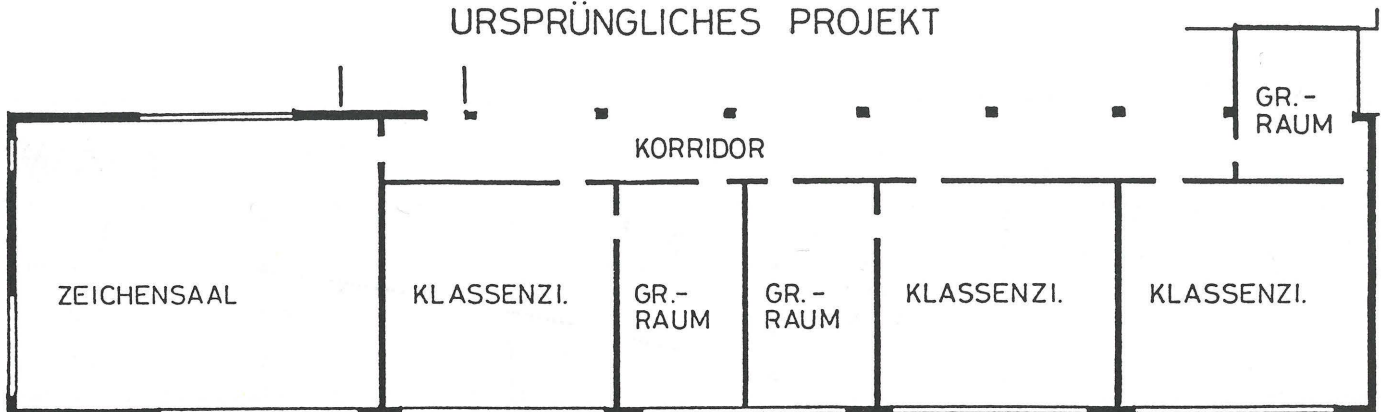 URSPRÜNGLICHES PROJEKT
GR.-
RAUM
KORRIDOR
ZEICHENSAAL
KLASSENZI.
GR.-
RAUM
GR.-
RAUM
KLASSENZI.
KLASSENZI.